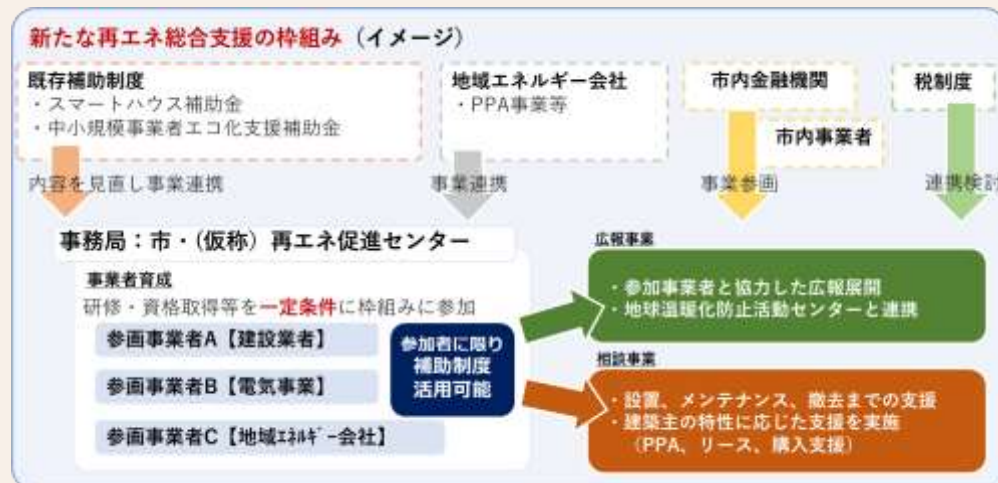 新たな再エネ総合支援の枠組み（イメージ）
既存補助制度
・スマートハウス補助金
・中小規模事業者エコ化支援補助金
地域エネルギー会社
・PPA事業等
市内金融機関
市内事業者
税制度
内容を見直し事業連携
事業連携
事業参画
連携検討
事務局：市・(仮称）再エネ促進センター
事業者育成
研修・資格取得等を一定条件に枠組みに参加
参画事業者A【建設業者】
参画事業者B【電気事業】
参画事業者C【地域ｴﾈﾙｷﾞｰ会社】
参加者に限り
補助制度
活用可能
広報事業
・参加事業者と協力した広報展開
・地球温暖化防止活動センターと連携
相談事業
・設置、メンテナンス、撤去までの支援
・建築主の特性に応じた支援を実施
（PPA、リース、購入支援）